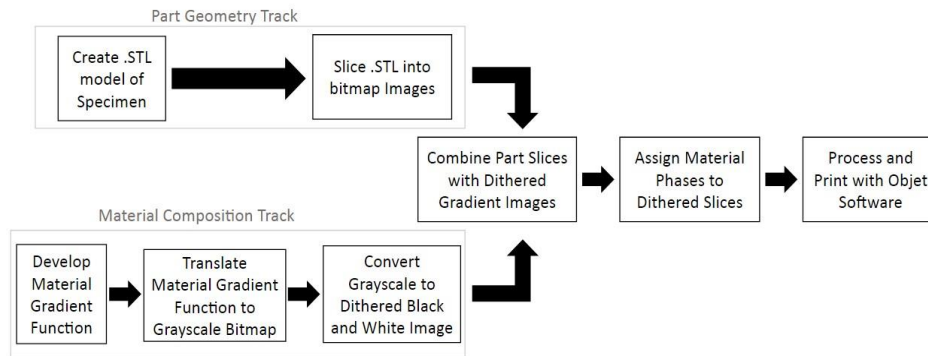 Part Geometry Track
Create .STL
model of
Specimen
Slice .STL into
bitmap Images
Combine Part Slices
with Dithered
Gradient Images
Assign Material
Phases to
Dithered Slices
Process and
Print with Objet
Software
Material Composition Track
Develop
Material
Gradient
Function
Translate
Material Gradient
Function to
Grayscale Bitmap
Convert
Grayscale to
Dithered Black
and White Image